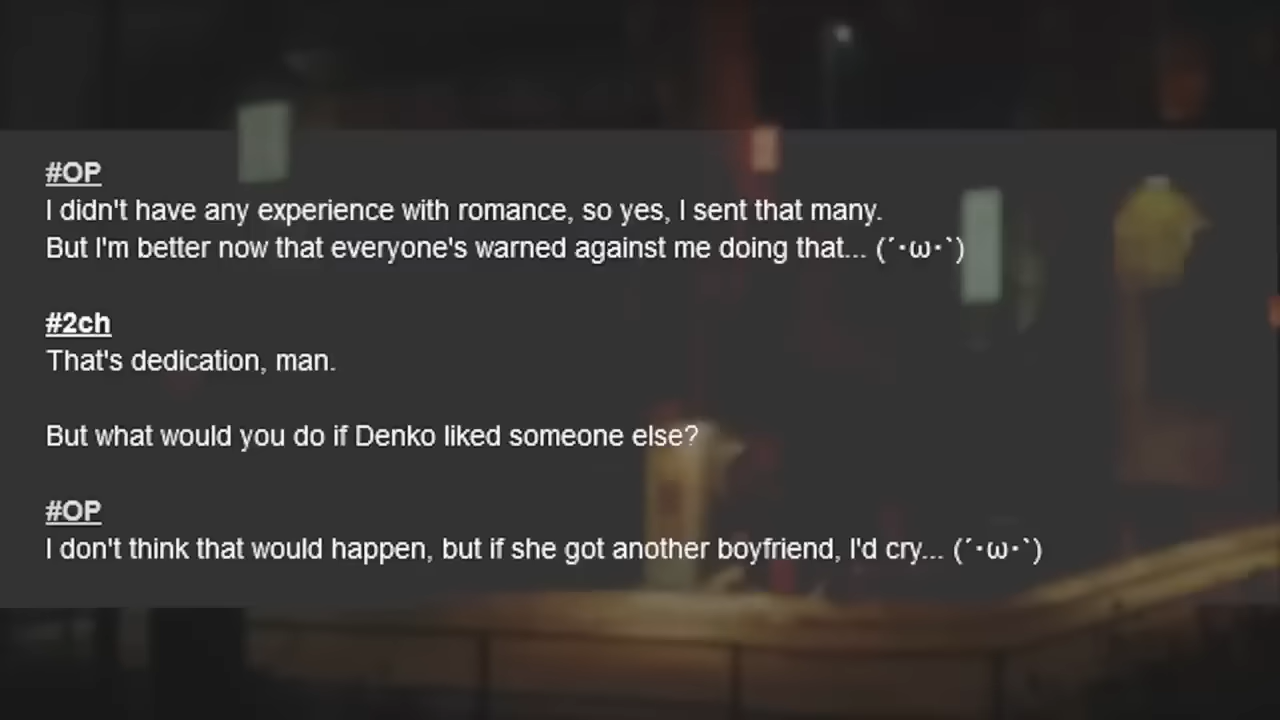 #OP
I didn't have any experience with romance, so yes, I sent that many.
But I'm better now that everyone's warned against me doing that... (´･ω･`)
#2ch
That's dedication, man.
But what would you do if Denko liked someone else?
#OP
I don't think that would happen, but if she got another boyfriend, I'd cry... (´･ω･`)